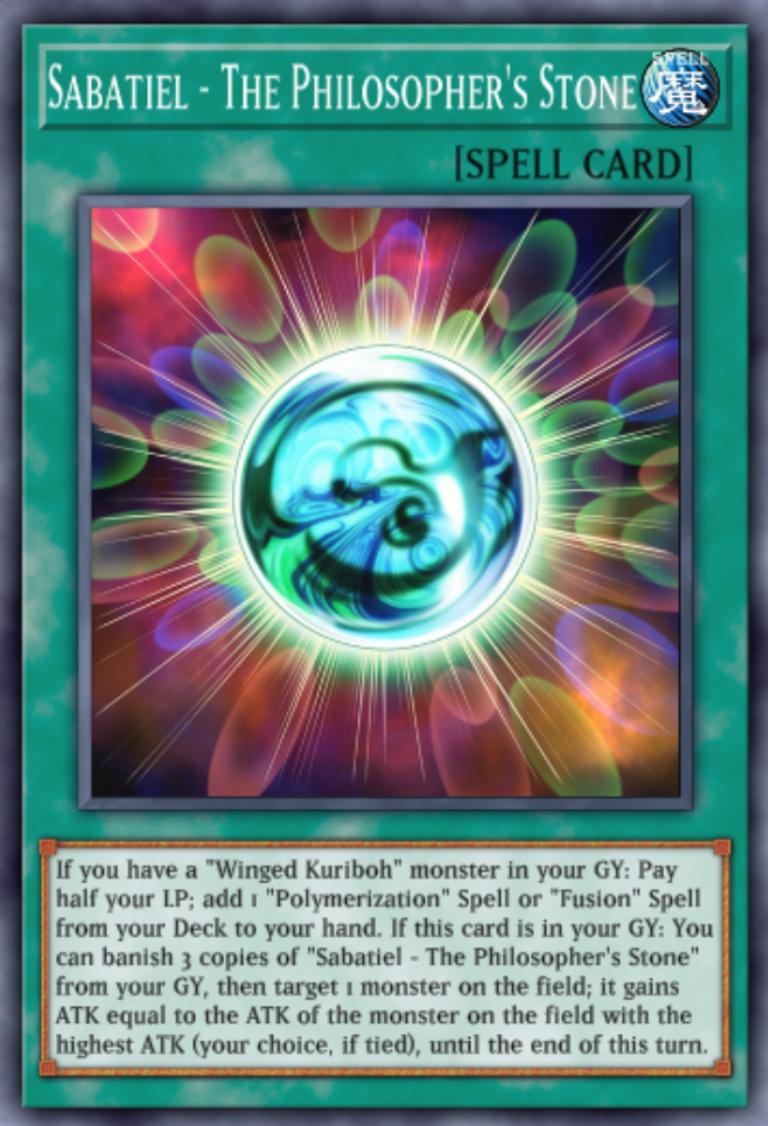 SABATIEL - THE PHILOSOPHER'S STONE
SPELL
魔
[SPELL CARD]
If you have a "Winged Kuriboh" monster in your GY: Pay
half your LP; add 1 "Polymerization" Spell or "Fusion" Spell
from your Deck to your hand. If this card is in your GY: You
can banish 3 copies of "Sabatiel - The Philosopher's Stone"
from your GY, then target 1 monster on the field; it gains
ATK equal to the ATK of the monster on the field with the
highest ATK (your choice, if tied), until the end of this turn.